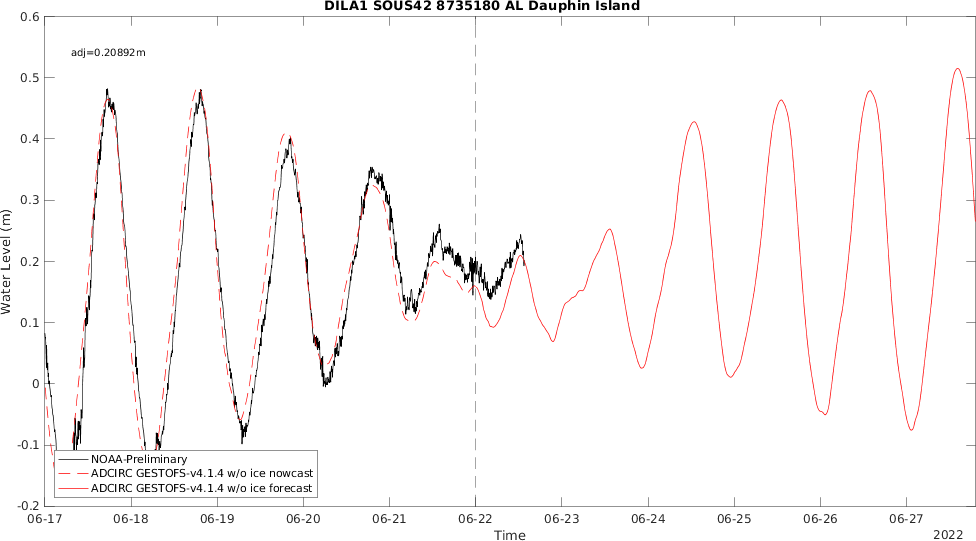 DILA1 SOUS42 8735180 AL Dauphin Island
adj=0.20892m
0.6
0.5
0.4
0.3
0.2
0.1
0
-0.1
-0.2
Water Level (m)
NOAA-Preliminary
ADCIRC GESTOFS-v4.1.4 w/o ice nowcast
ADCIRC GESTOFS-v4.1.4 w/o ice forecast
06-17 06-18 06-19 06-20 06-21 06-22 06-23 06-24 06-25 06-26 06-27
Time
2022